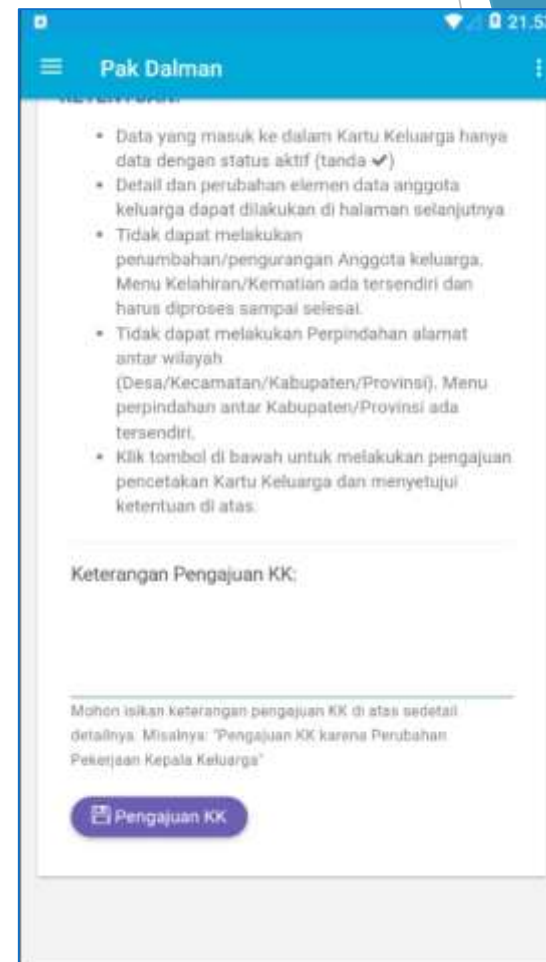 21.53
Pak Dalman
KETENTUAN:
• Data yang masuk ke dalam Kartu Keluarga hanya
data dengan status aktif (tanda ✔)
• Detail dan perubahan elemen data anggota
keluarga dapat dilakukan di halaman selanjutnya
• Tidak dapat melakukan
penambahan/pengurangan Anggota keluarga.
Menu Kelahiran/Kematian ada tersendiri dan
harus diproses sampai selesai.
• Tidak dapat melakukan Perpindahan alamat
antar wilayah
(Desa/Kecamatan/Kabupaten/Provinsi). Menu
perpindahan antar Kabupaten/Provinsi ada
tersendiri.
• Klik tombol di bawah untuk melakukan pengajuan
pencetakan Kartu Keluarga dan menyetujui
ketentuan di atas.
Keterangan Pengajuan KK:
Mohon isikan keterangan pengajuan KK di atas sedetail
detailnya. Misalnya: "Pengajuan KK karena Perubahan
Pekerjaan Kepala Keluarga"
Pengajuan KK